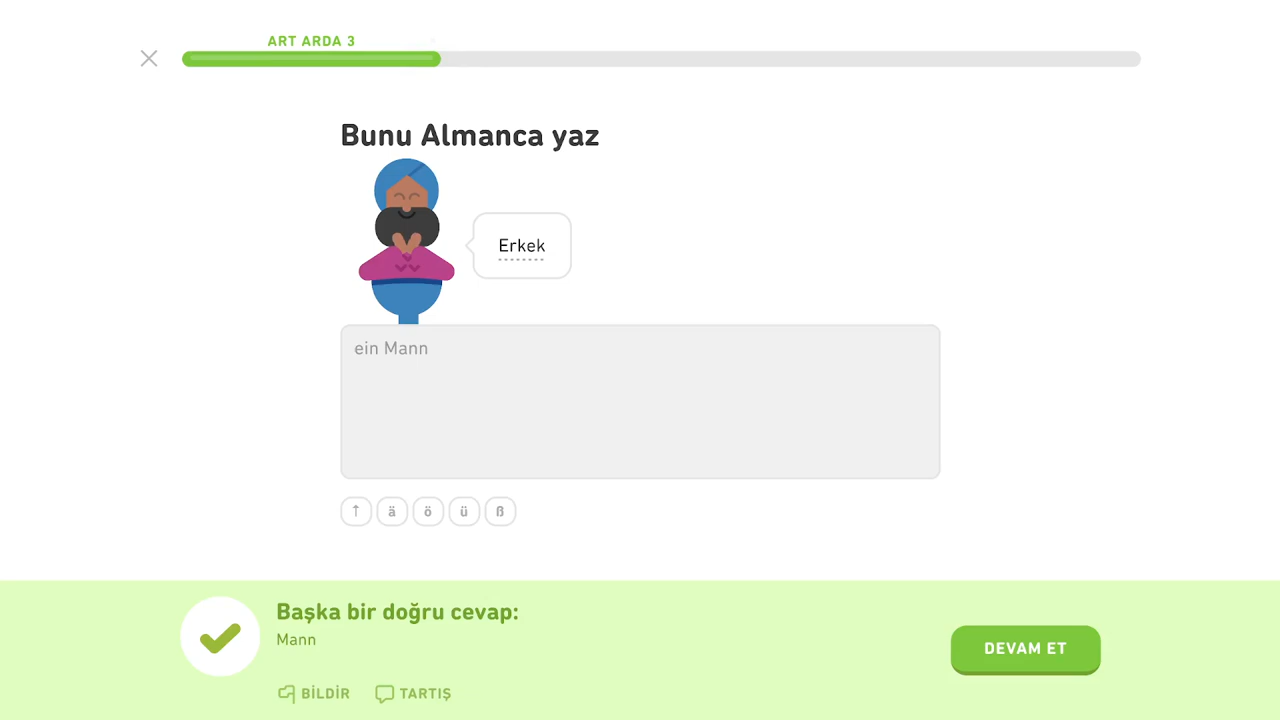 ART ARDA 3
Bunu Almanca yaz
Erkek
ein Mann
↑ ä ö ü ß
Başka bir doğru cevap:
Mann
DEVAM ET
BİLDİR TARTIŞ